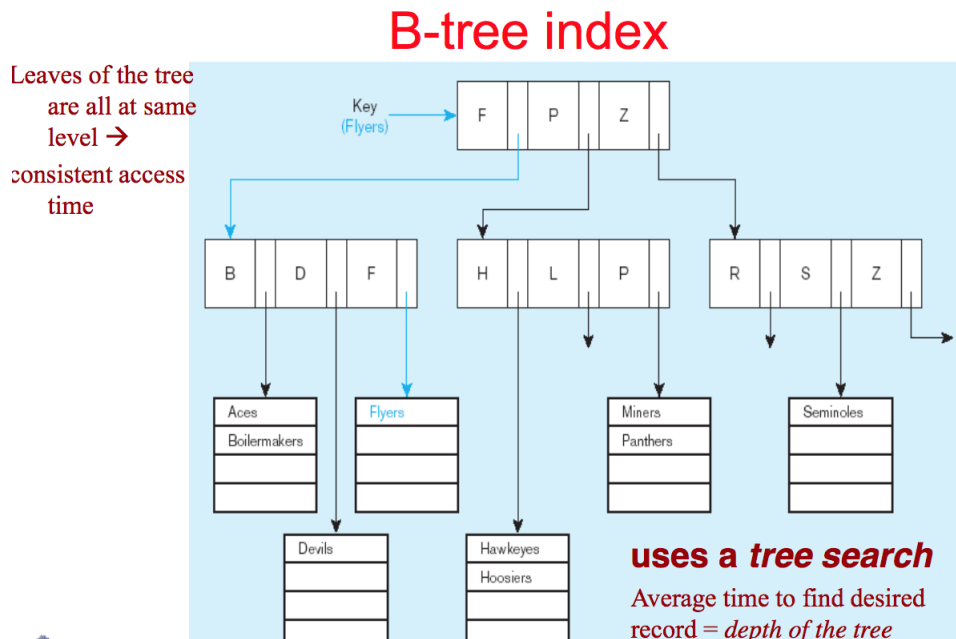 B-tree index
Leaves of the tree
are all at same
level →
consistent access
time
Key
(Flyers)
F P Z
B D F
H L P
R S Z
Aces
Boilermakers
Flyers
Miners
Panthers
Seminoles
Devils
Hawkeyes
Hoosiers
uses a tree search
Average time to find desired
record = depth of the tree